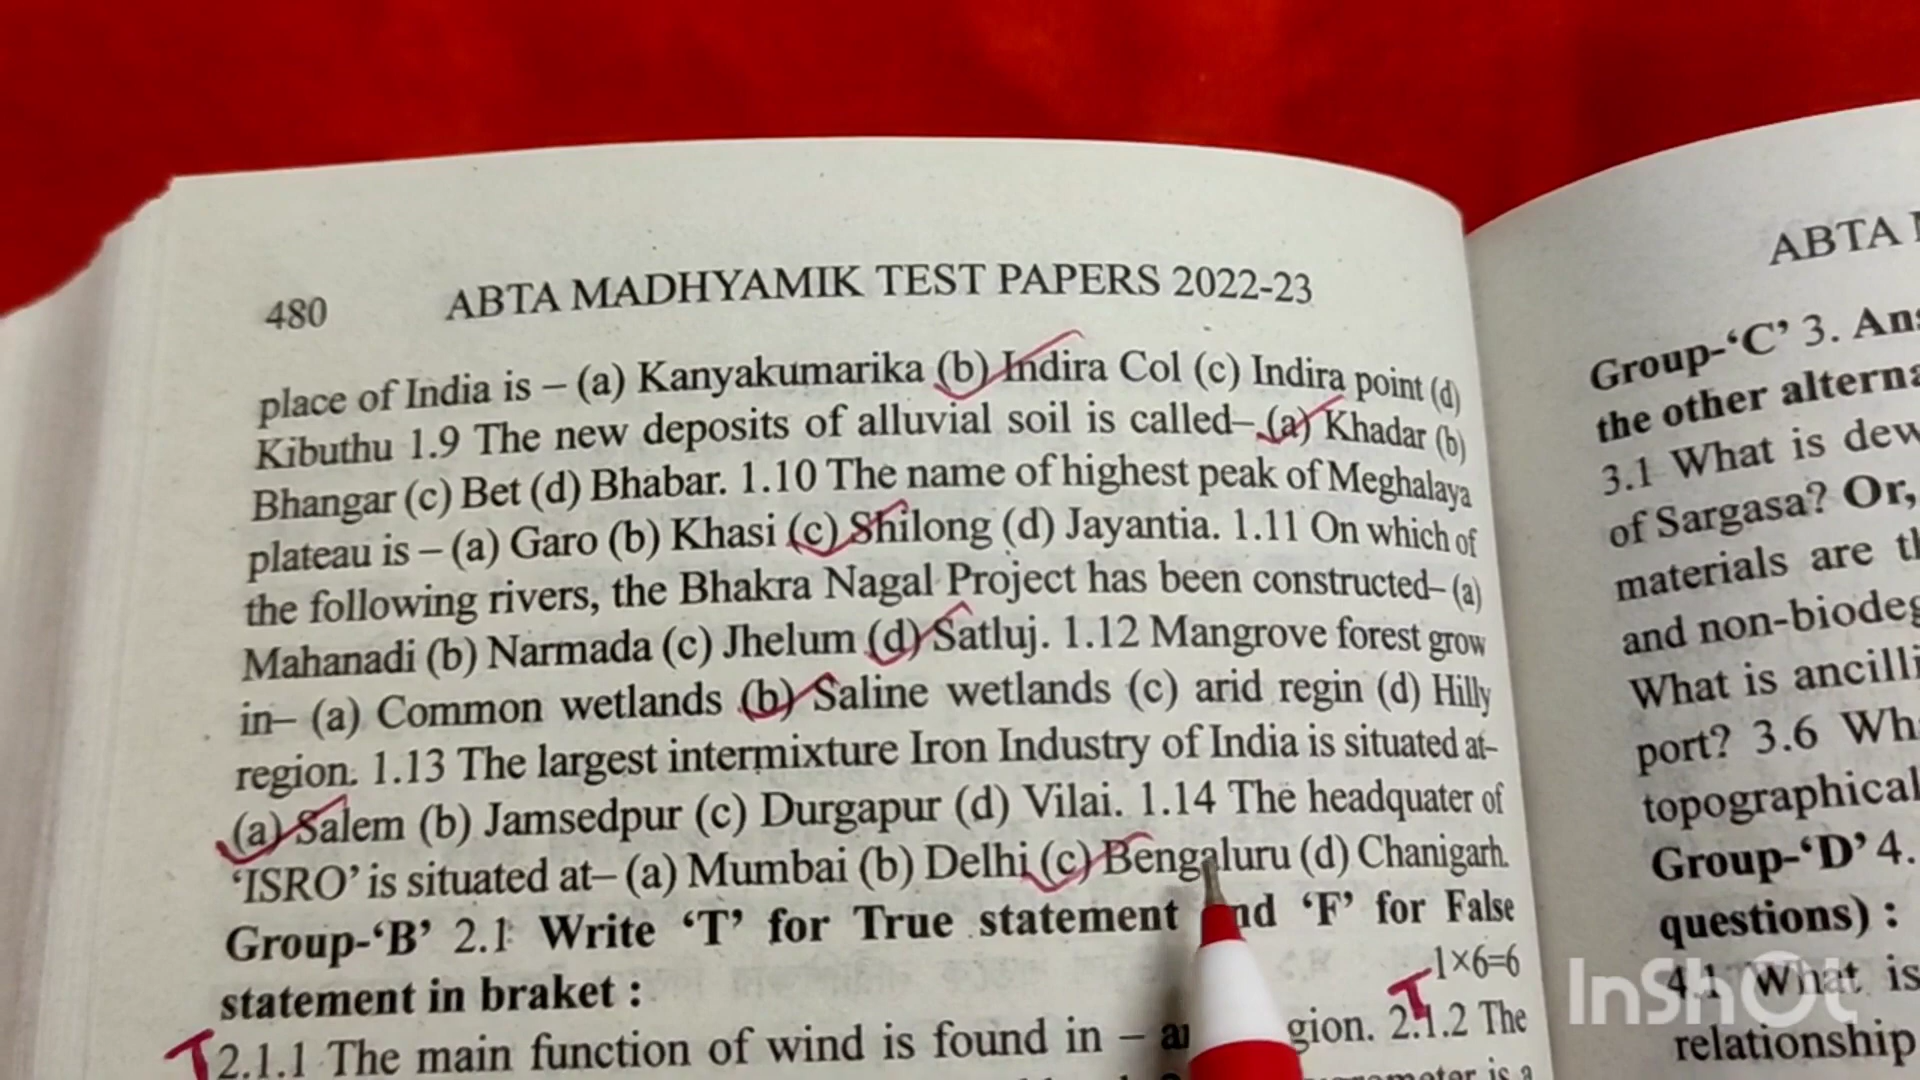 480 ABTA MADHYAMIK TEST PAPERS 2022-23
place of India is – (a) Kanyakumarika (b) Indira Col (c) Indira point (d)
Kibuthu 1.9 The new deposits of alluvial soil is called– (a) Khadar (b)
Bhangar (c) Bet (d) Bhabar. 1.10 The name of highest peak of Meghalaya
plateau is – (a) Garo (b) Khasi (c) Shilong (d) Jayantia. 1.11 On which of
the following rivers, the Bhakra Nagal Project has been constructed– (a)
Mahanadi (b) Narmada (c) Jhelum (d) Satluj. 1.12 Mangrove forest grow
in– (a) Common wetlands (b) Saline wetlands (c) arid regin (d) Hilly
region. 1.13 The largest intermixture Iron Industry of India is situated at–
(a) Salem (b) Jamsedpur (c) Durgapur (d) Vilai. 1.14 The headquater of
‘ISRO’ is situated at– (a) Mumbai (b) Delhi (c) Bengaluru (d) Chanigarh.
Group-‘B’ 2.1 Write ‘T’ for True statement and ‘F’ for False
statement in braket : 1×6=6
T 2.1.1 The main function of wind is found in – gion. T 2.1.2 The
is a
ABTA
Group-‘C’ 3.
the other
3.1 What is
of Sargasa? Or,
materials are
and
What is
port? 3.6
topographical
Group-‘D’ 4.
questions) :
4.1 What is
relationship
InShOt